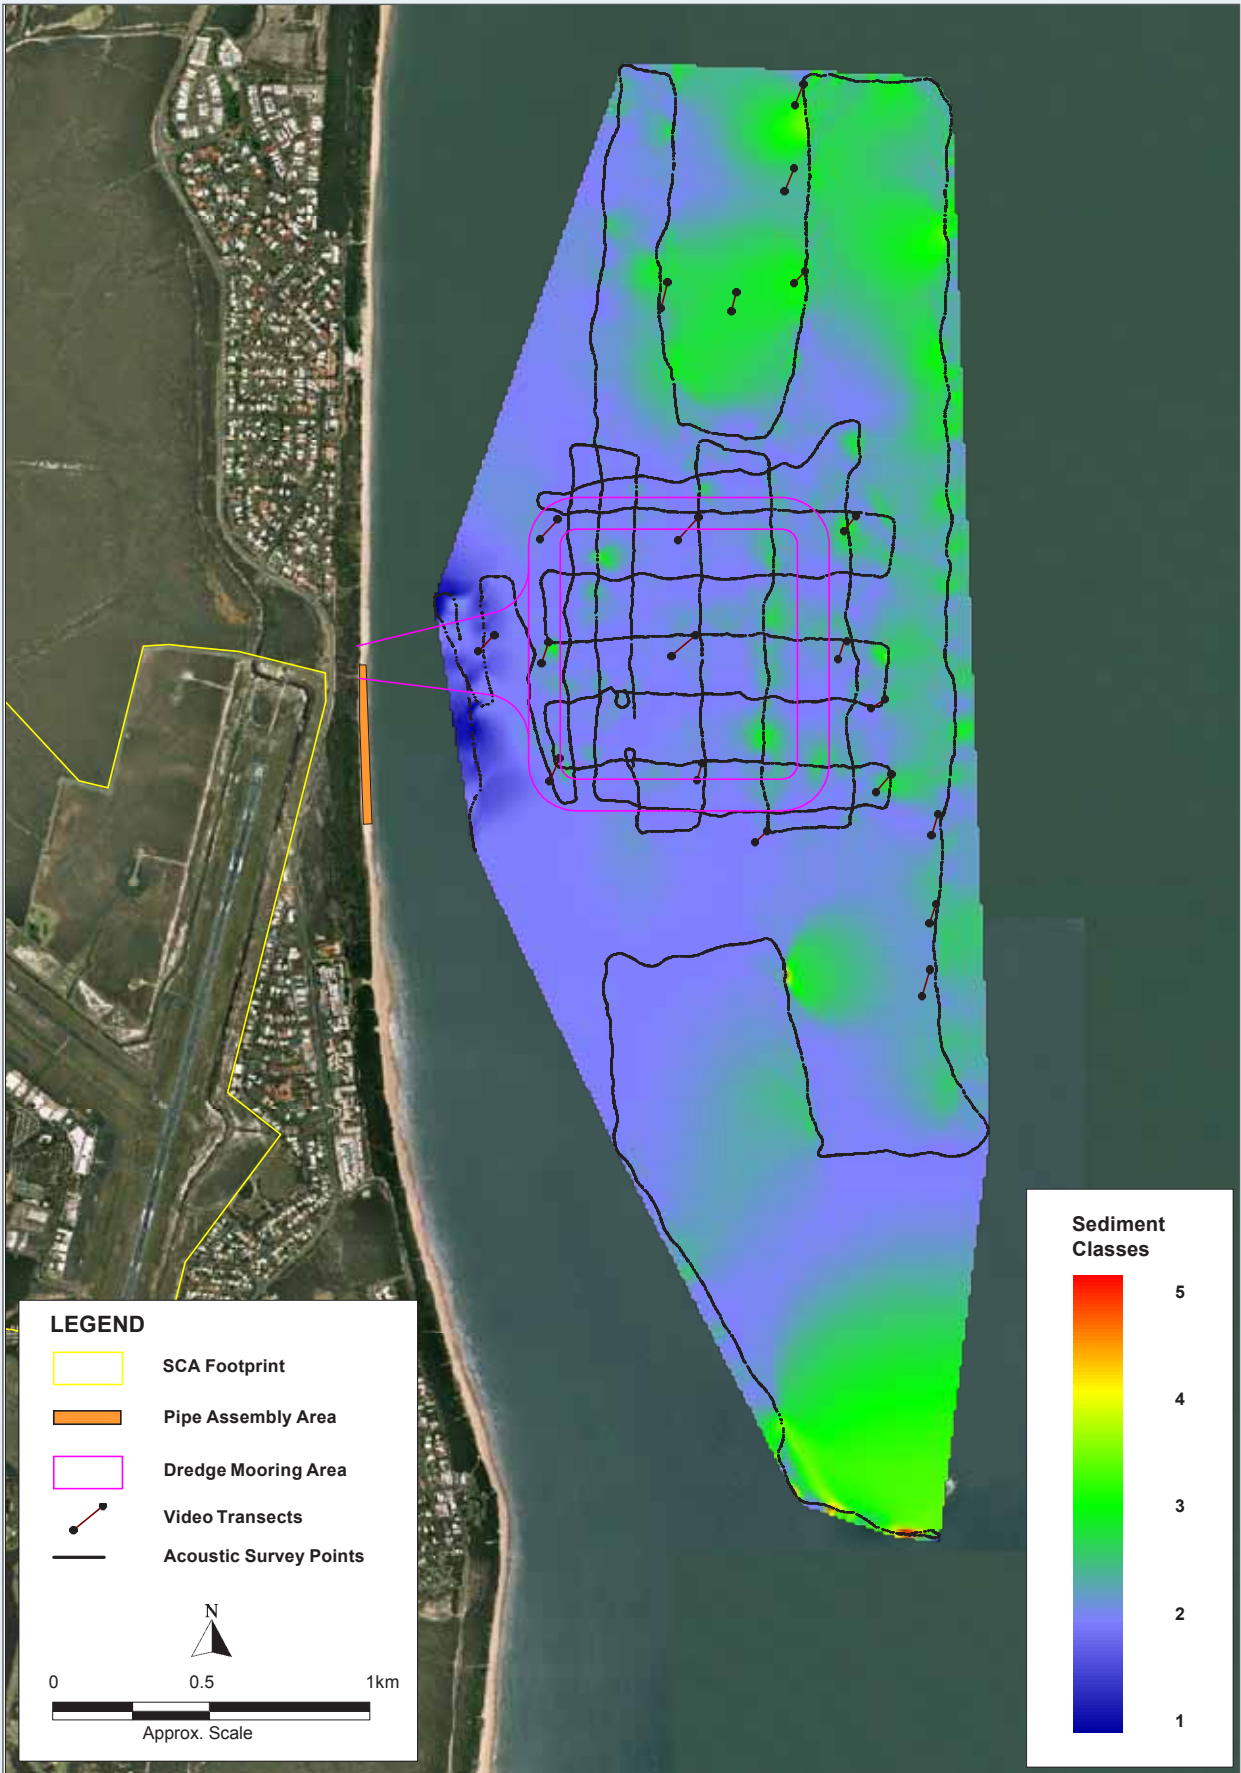 Sediment
Classes
5
4
3
2
1
LEGEND
SCA Footprint
Pipe Assembly Area
Dredge Mooring Area
Video Transects
Acoustic Survey Points
N
0 0.5 1km
Approx. Scale